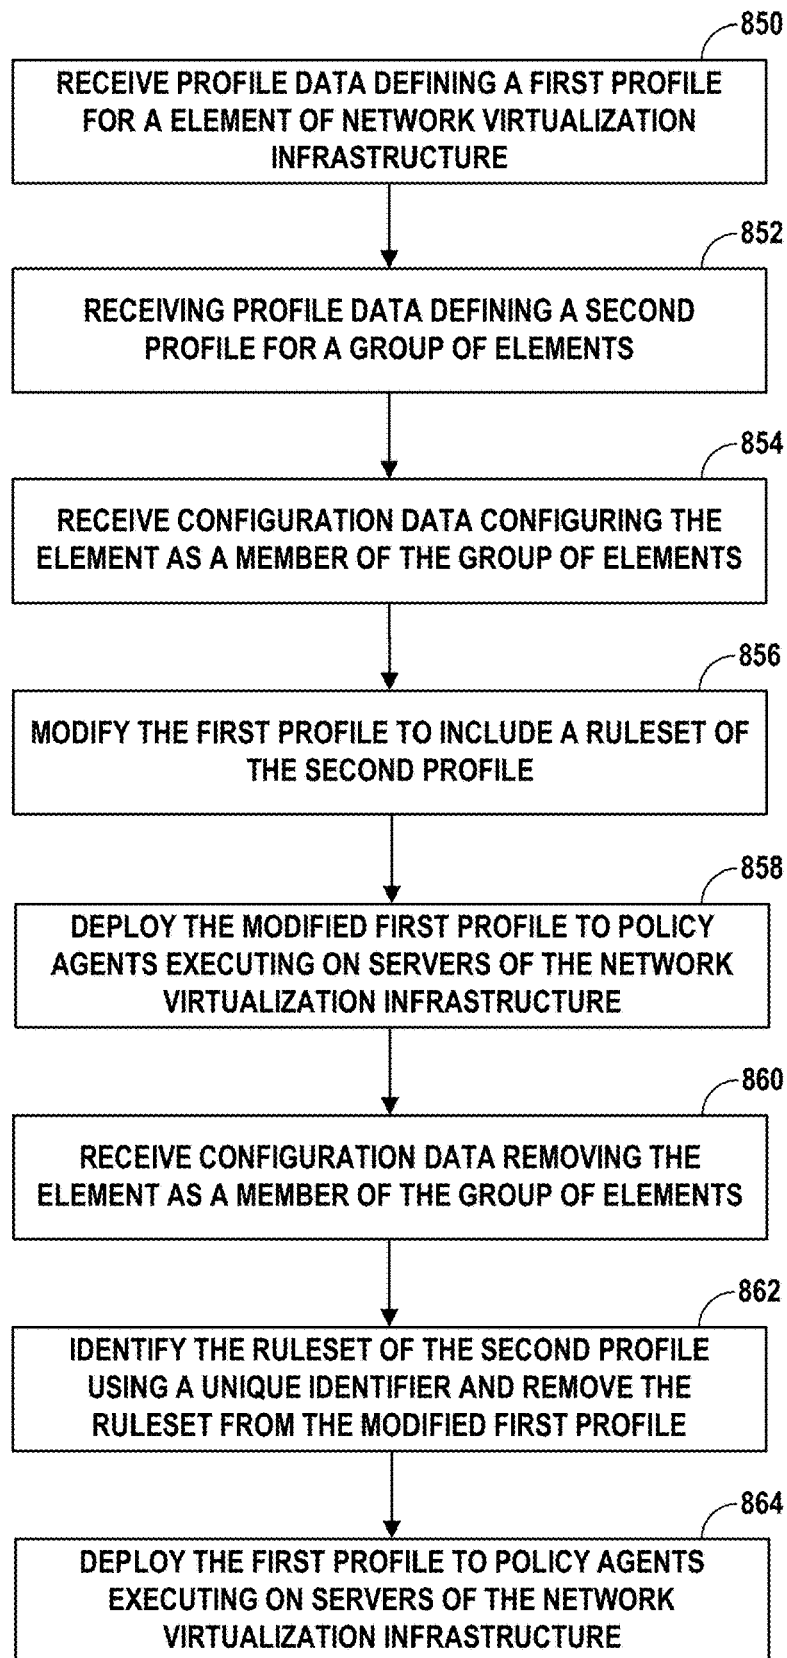 850
RECEIVE PROFILE DATA DEFINING A FIRST PROFILE
FOR A ELEMENT OF NETWORK VIRTUALIZATION
INFRASTRUCTURE
852
RECEIVING PROFILE DATA DEFINING A SECOND
PROFILE FOR A GROUP OF ELEMENTS
854
RECEIVE CONFIGURATION DATA CONFIGURING THE
ELEMENT AS A MEMBER OF THE GROUP OF ELEMENTS
856
MODIFY THE FIRST PROFILE TO INCLUDE A RULESET OF
THE SECOND PROFILE
858
DEPLOY THE MODIFIED FIRST PROFILE TO POLICY
AGENTS EXECUTING ON SERVERS OF THE NETWORK
VIRTUALIZATION INFRASTRUCTURE
860
RECEIVE CONFIGURATION DATA REMOVING THE
ELEMENT AS A MEMBER OF THE GROUP OF ELEMENTS
862
IDENTIFY THE RULESET OF THE SECOND PROFILE
USING A UNIQUE IDENTIFIER AND REMOVE THE
RULESET FROM THE MODIFIED FIRST PROFILE
864
DEPLOY THE FIRST PROFILE TO POLICY AGENTS
EXECUTING ON SERVERS OF THE NETWORK
VIRTUALIZATION INFRASTRUCTURE